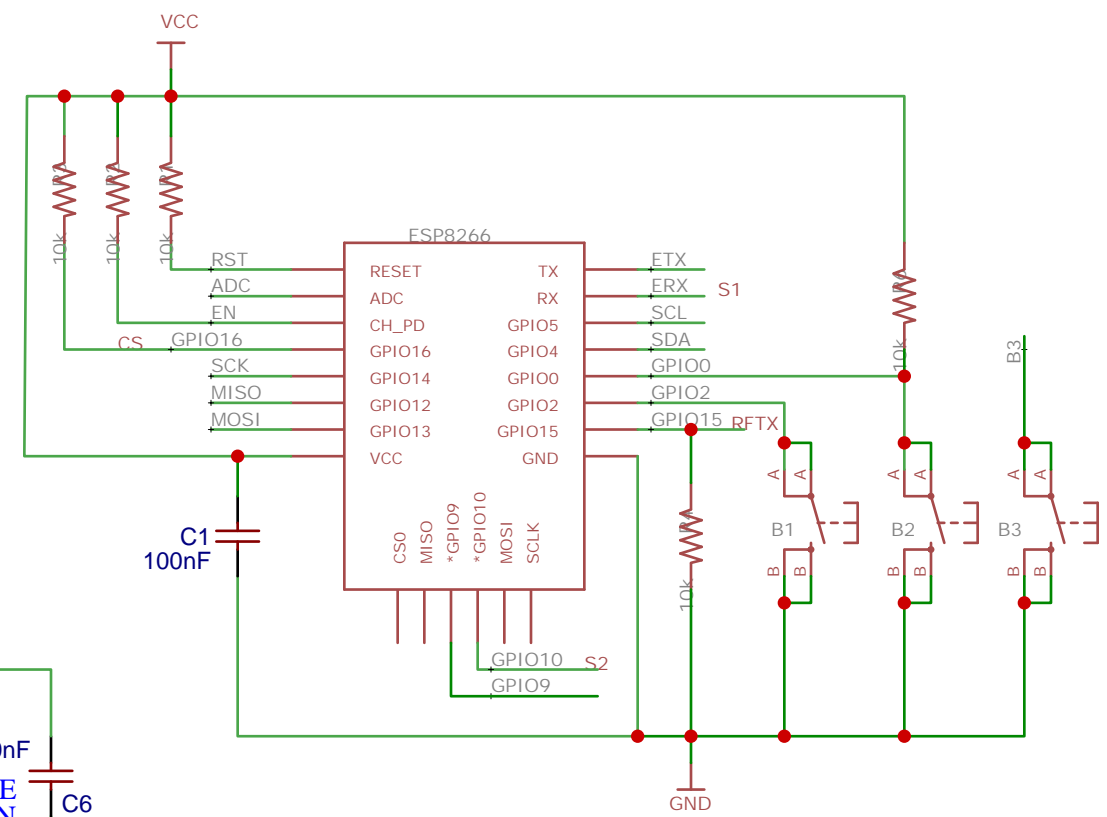 VCC
10k
10k
10k
ESP8266
RST
ADC
EN
CS
GPIO16
SCK
MISO
MOSI
RESET
ADC
CH_PD
GPIO16
GPIO14
GPIO12
GPIO13
VCC
TX
RX
GPIO5
GPIO4
GPIO0
GPIO2
GPIO15
GND
ETX
ERX
S1
SCL
SDA
GPIO0
GPIO2
GPIO15
RFTX
10k
B3
CS0
MISO
*GPIO9
*GPIO10
MOSI
SCLK
C1
100nF
10k
A
A
B1
B
B
A
A
B2
B
B
A
A
B3
B
B
GPIO10
S2
GPIO9
GND
nF
E
N
C6